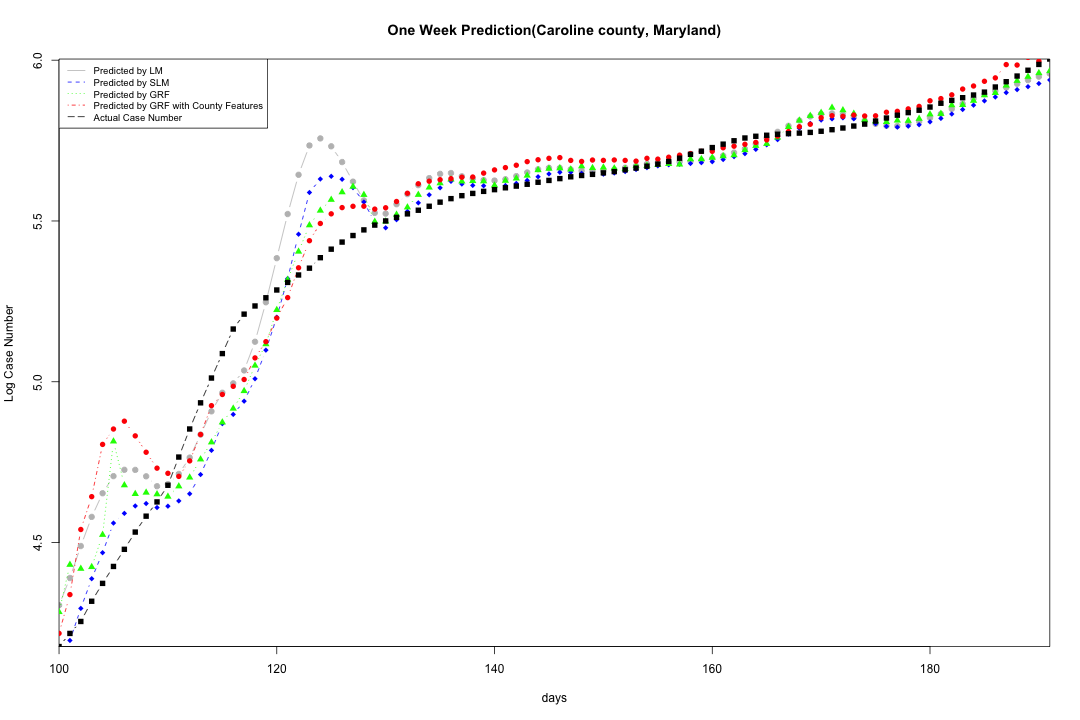 One Week Prediction(Caroline county, Maryland)
Predicted by LM
Predicted by SLM
Predicted by GRF
Predicted by GRF with County Features
Actual Case Number
6.0
5.5
5.0
4.5
Log Case Number
100 120 140 160 180
days